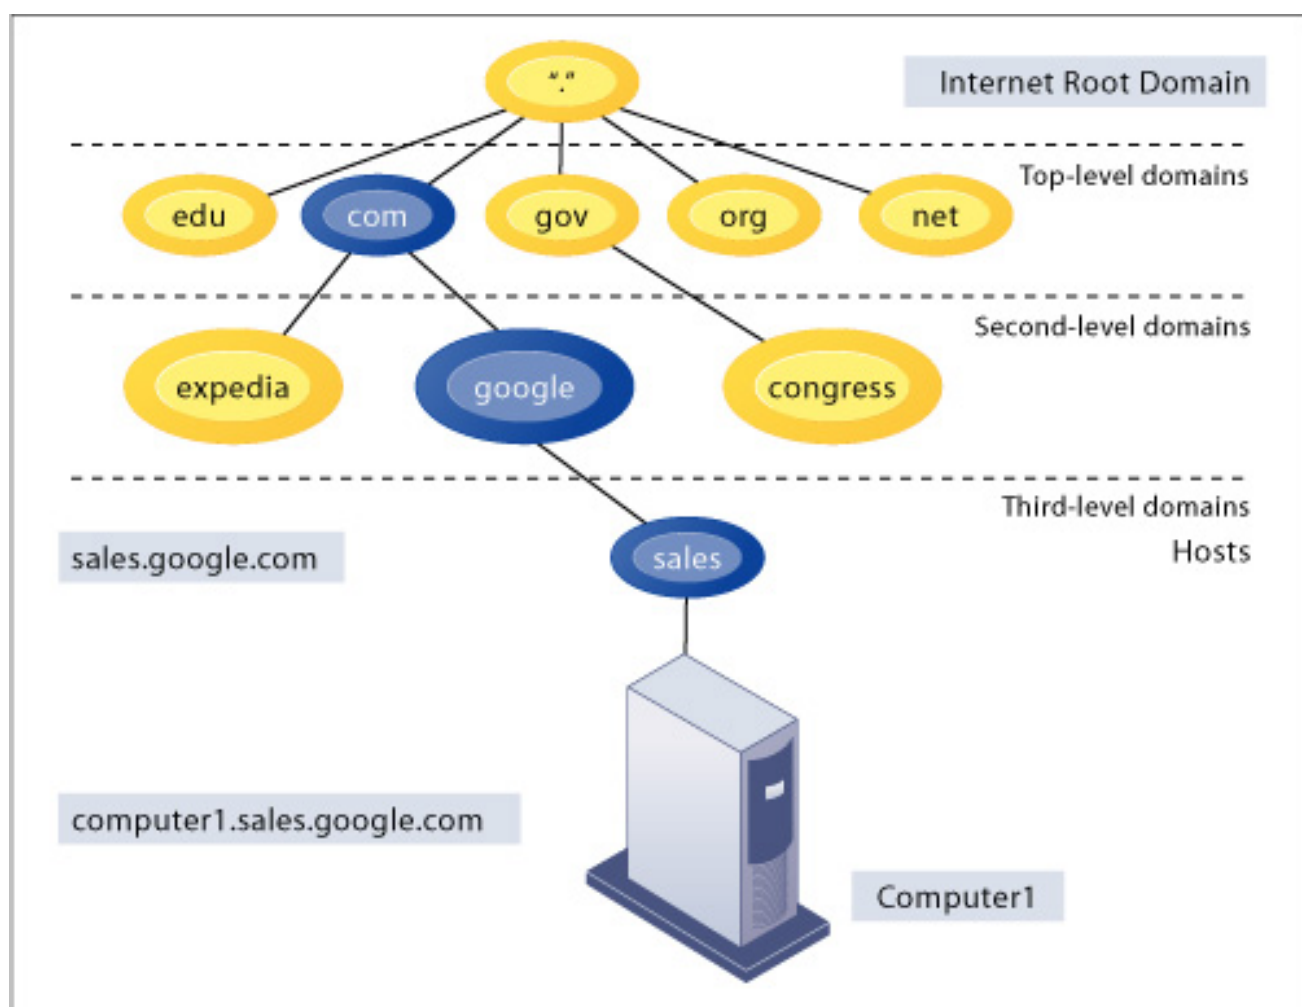 "."
Internet Root Domain
Top-level domains
edu
com
gov
org
net
Second-level domains
expedia
google
congress
Third-level domains
sales.google.com
sales
Hosts
computer1.sales.google.com
Computer1